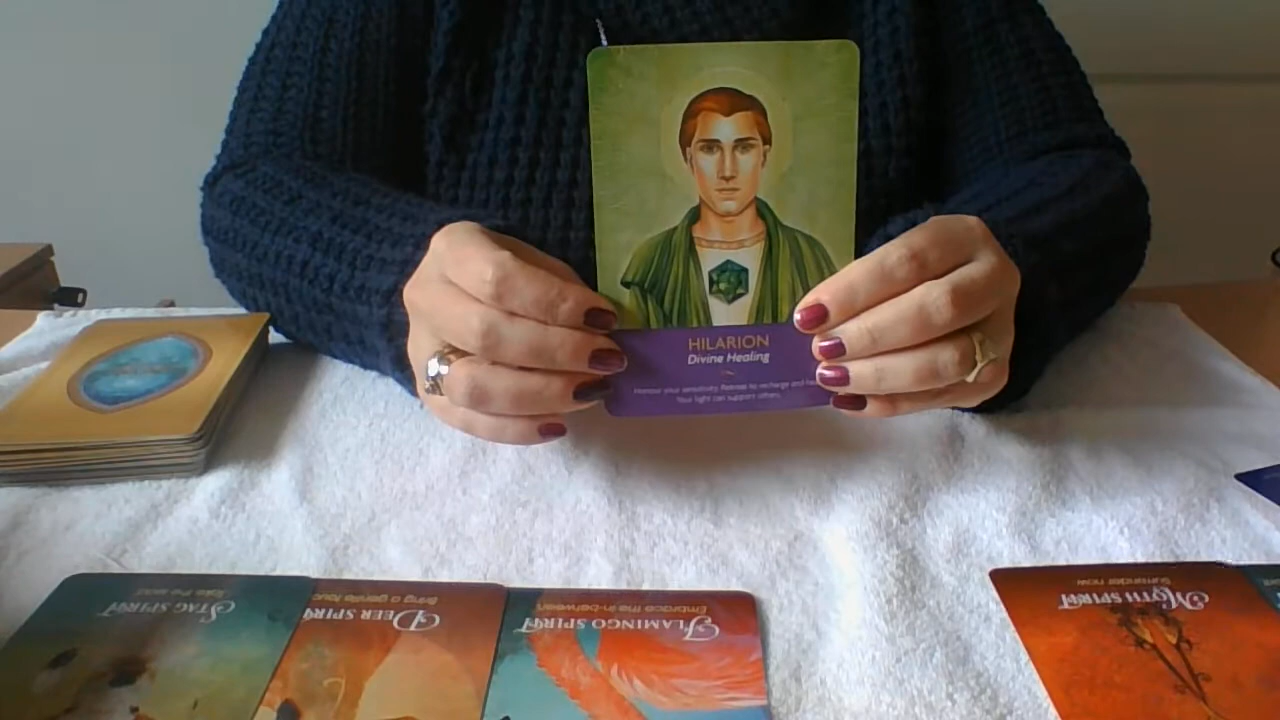 HILARION
Divine Healing
Honour your sensitivity. Retreat to recharge and
Your light can support others.
STAG SPIRIT
Take the lead
DEER SPIRIT
Bring a gentle touch
FLAMINGO SPIRIT
Embrace the in-between
MOTH SPIRIT
Surrender now